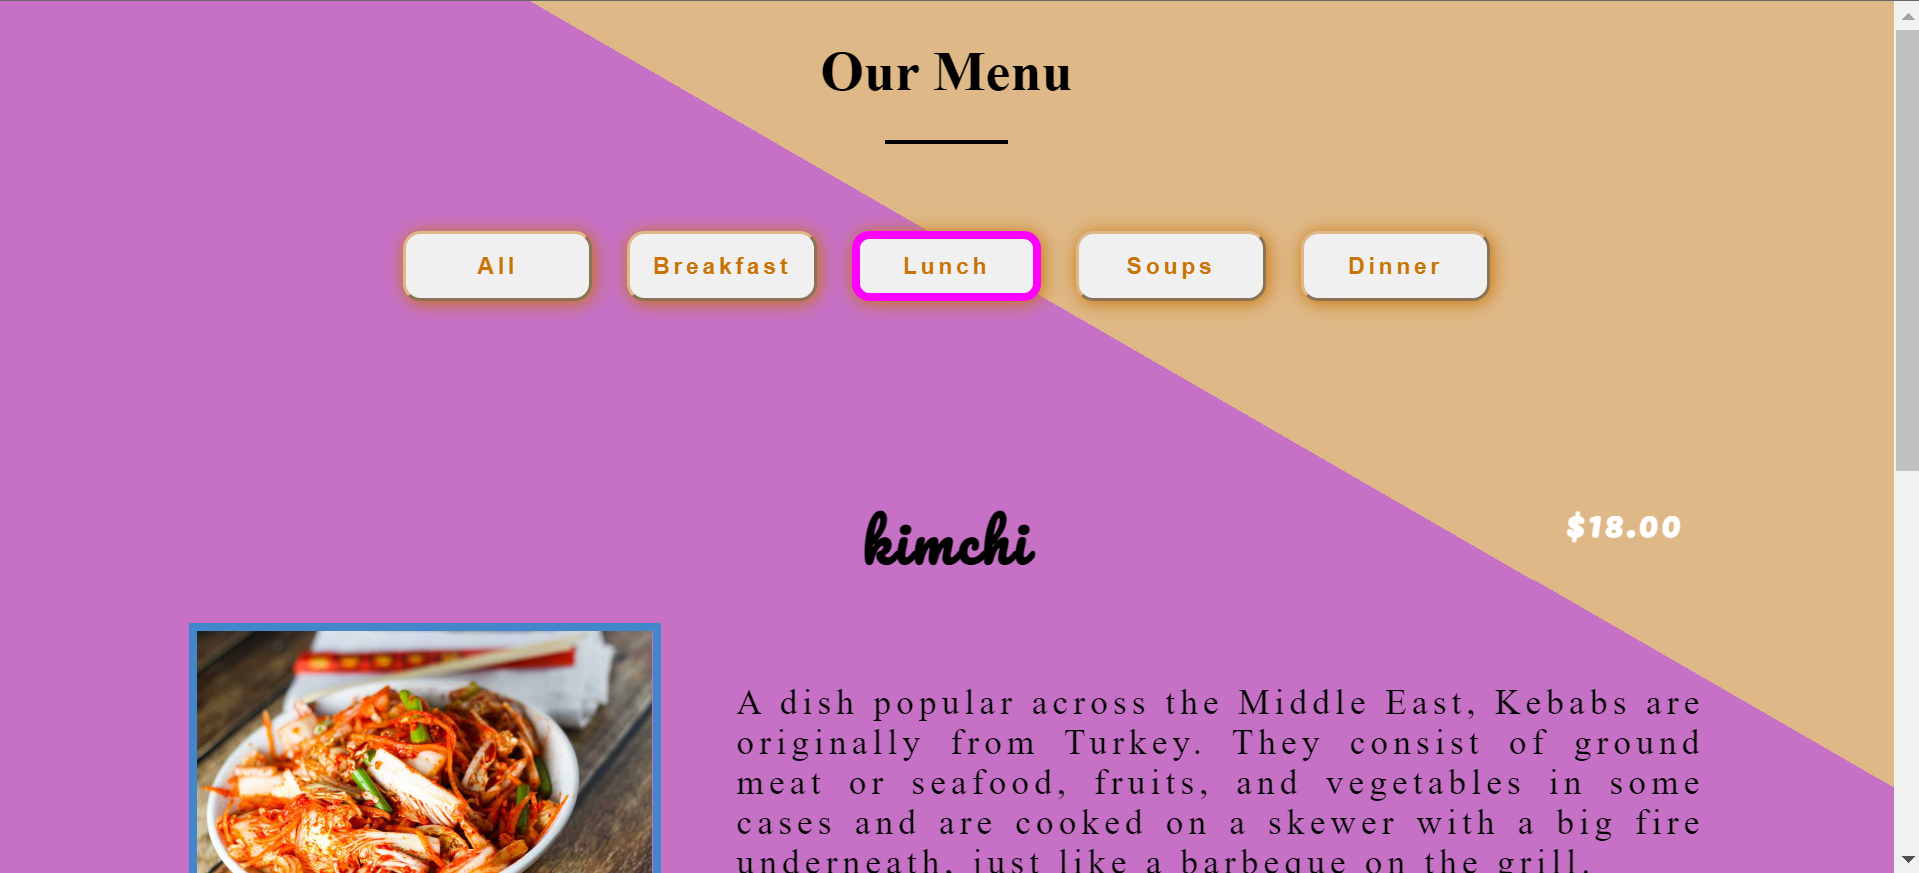 Our Menu
All
Breakfast
Lunch
Soups
Dinner
kimchi
$18.00
A dish popular across the Middle East, Kebabs are
originally from Turkey. They consist of ground
meat or seafood, fruits, and vegetables in some
cases and are cooked on a skewer with a big fire
underneath, just like a barbeque on the grill.